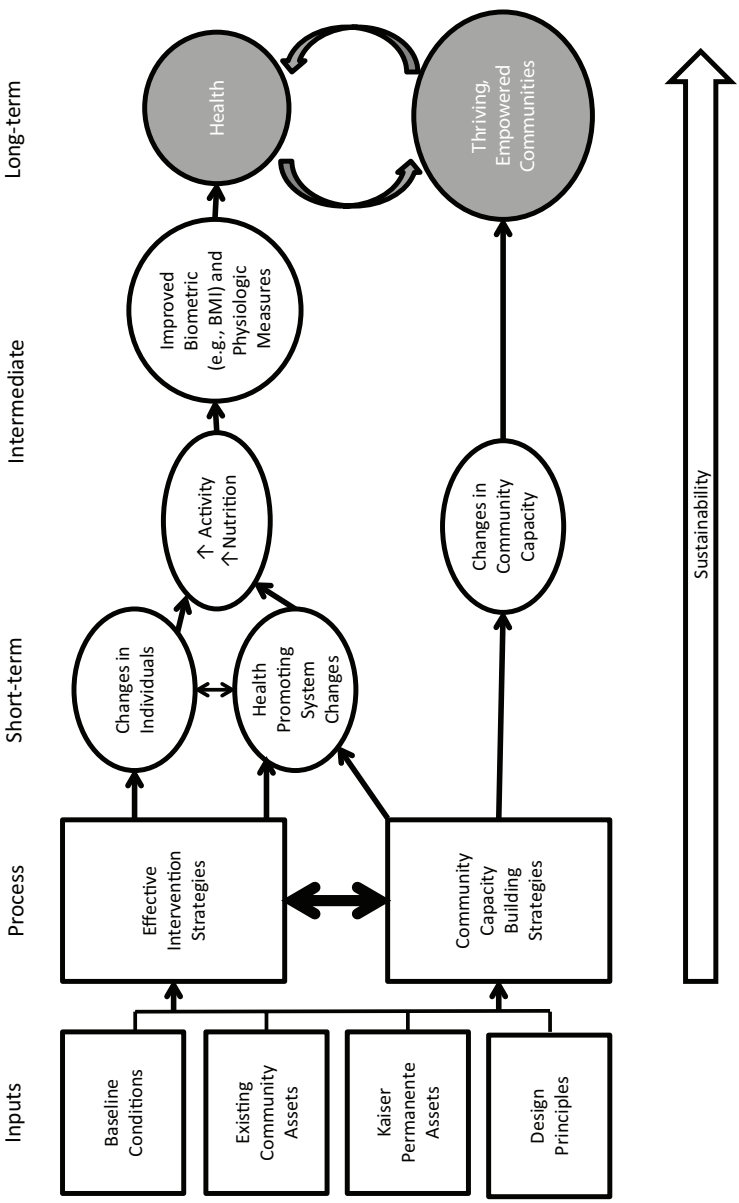 Inputs
Process
Short-term
Intermediate
Long-term
Baseline
Conditions
Existing
Community
Assets
Kaiser
Permanente
Assets
Design
Principles
Effective
Intervention
Strategies
Community
Capacity
Building
Strategies
Changes in
Individuals
Health
Promoting
System
Changes
↑ Activity
↑ Nutrition
Changes in
Community
Capacity
Improved
Biometric
(e.g., BMI) and
Physiologic
Measures
Health
Thriving,
Empowered
Communities
Sustainability